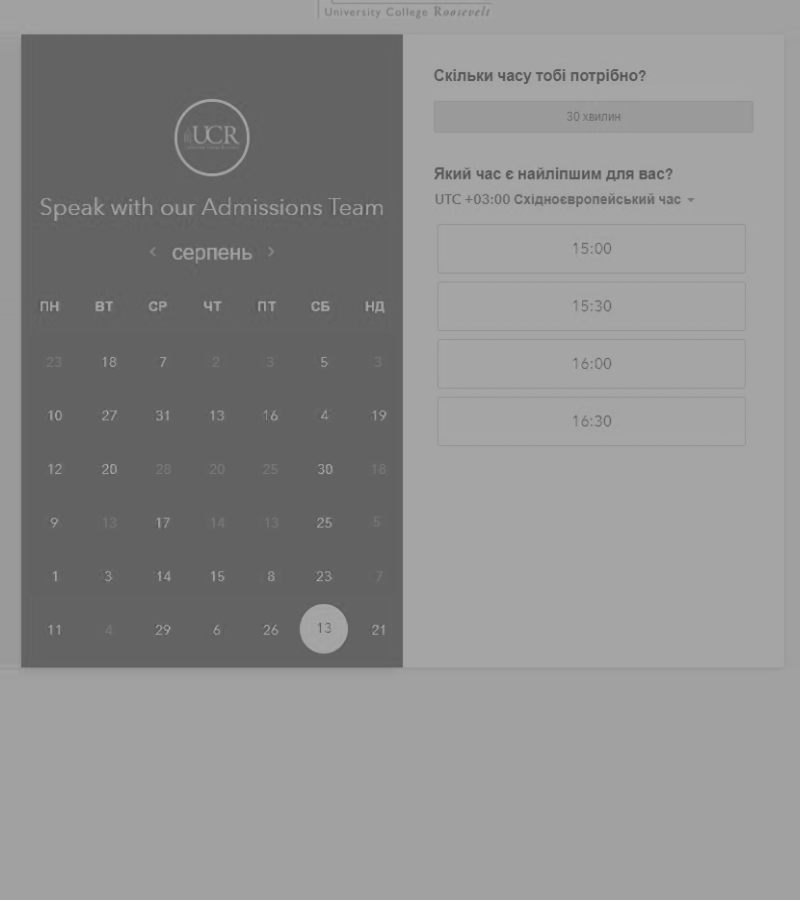 University College Roosevelt
UCR
Speak with our Admissions Team
серпень
ПН ВТ СР ЧТ ПТ СБ НД
23 18 7 2 3 5 3
10 27 31 13 16 4 19
12 20 28 20 25 30 18
9 13 17 14 13 25 5
1 3 14 15 8 23 7
11 4 29 6 26 13 21
Скільки часу тобі потрібно?
30 хвилин
Який час є найліпшим для вас?
UTC +03:00 Східноєвропейський час
15:00
15:30
16:00
16:30